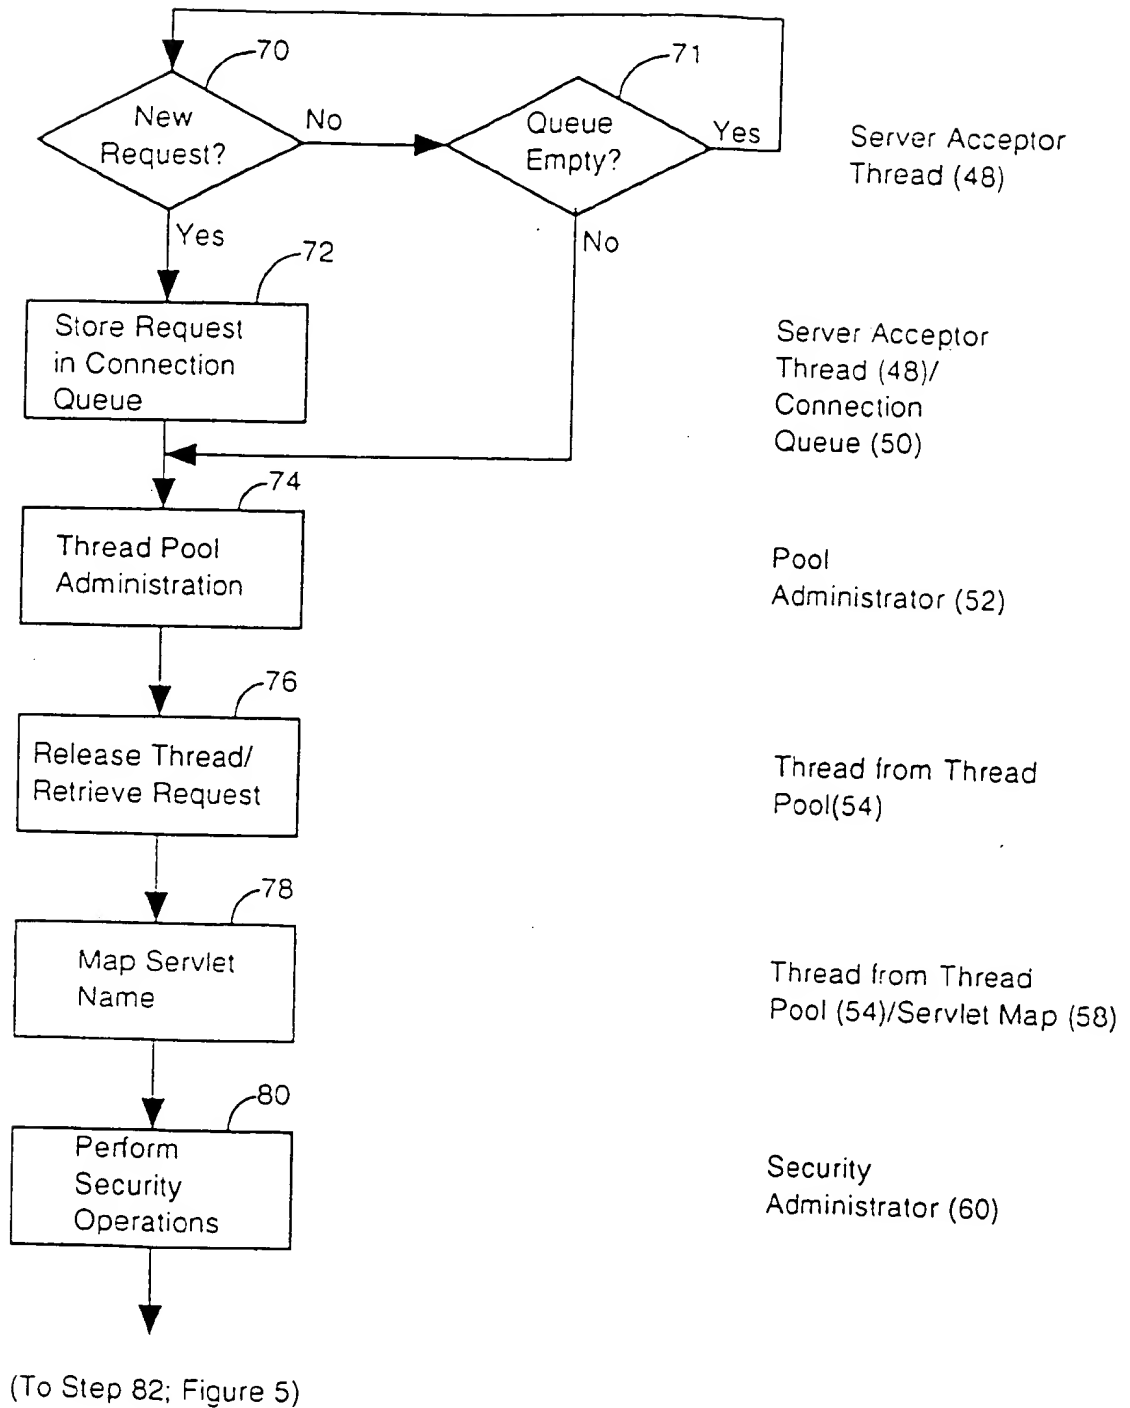 70
New
Request?
No
Yes
71
Queue
Empty?
Yes
No
Server Acceptor
Thread (48)
72
Store Request
in Connection
Queue
Server Acceptor
Thread (48)/
Connection
Queue (50)
74
Thread Pool
Administration
Pool
Administrator (52)
76
Release Thread/
Retrieve Request
Thread from Thread
Pool(54)
78
Map Servlet
Name
Thread from Thread
Pool (54)/Servlet Map (58)
80
Perform
Security
Operations
Security
Administrator (60)
(To Step 82; Figure 5)